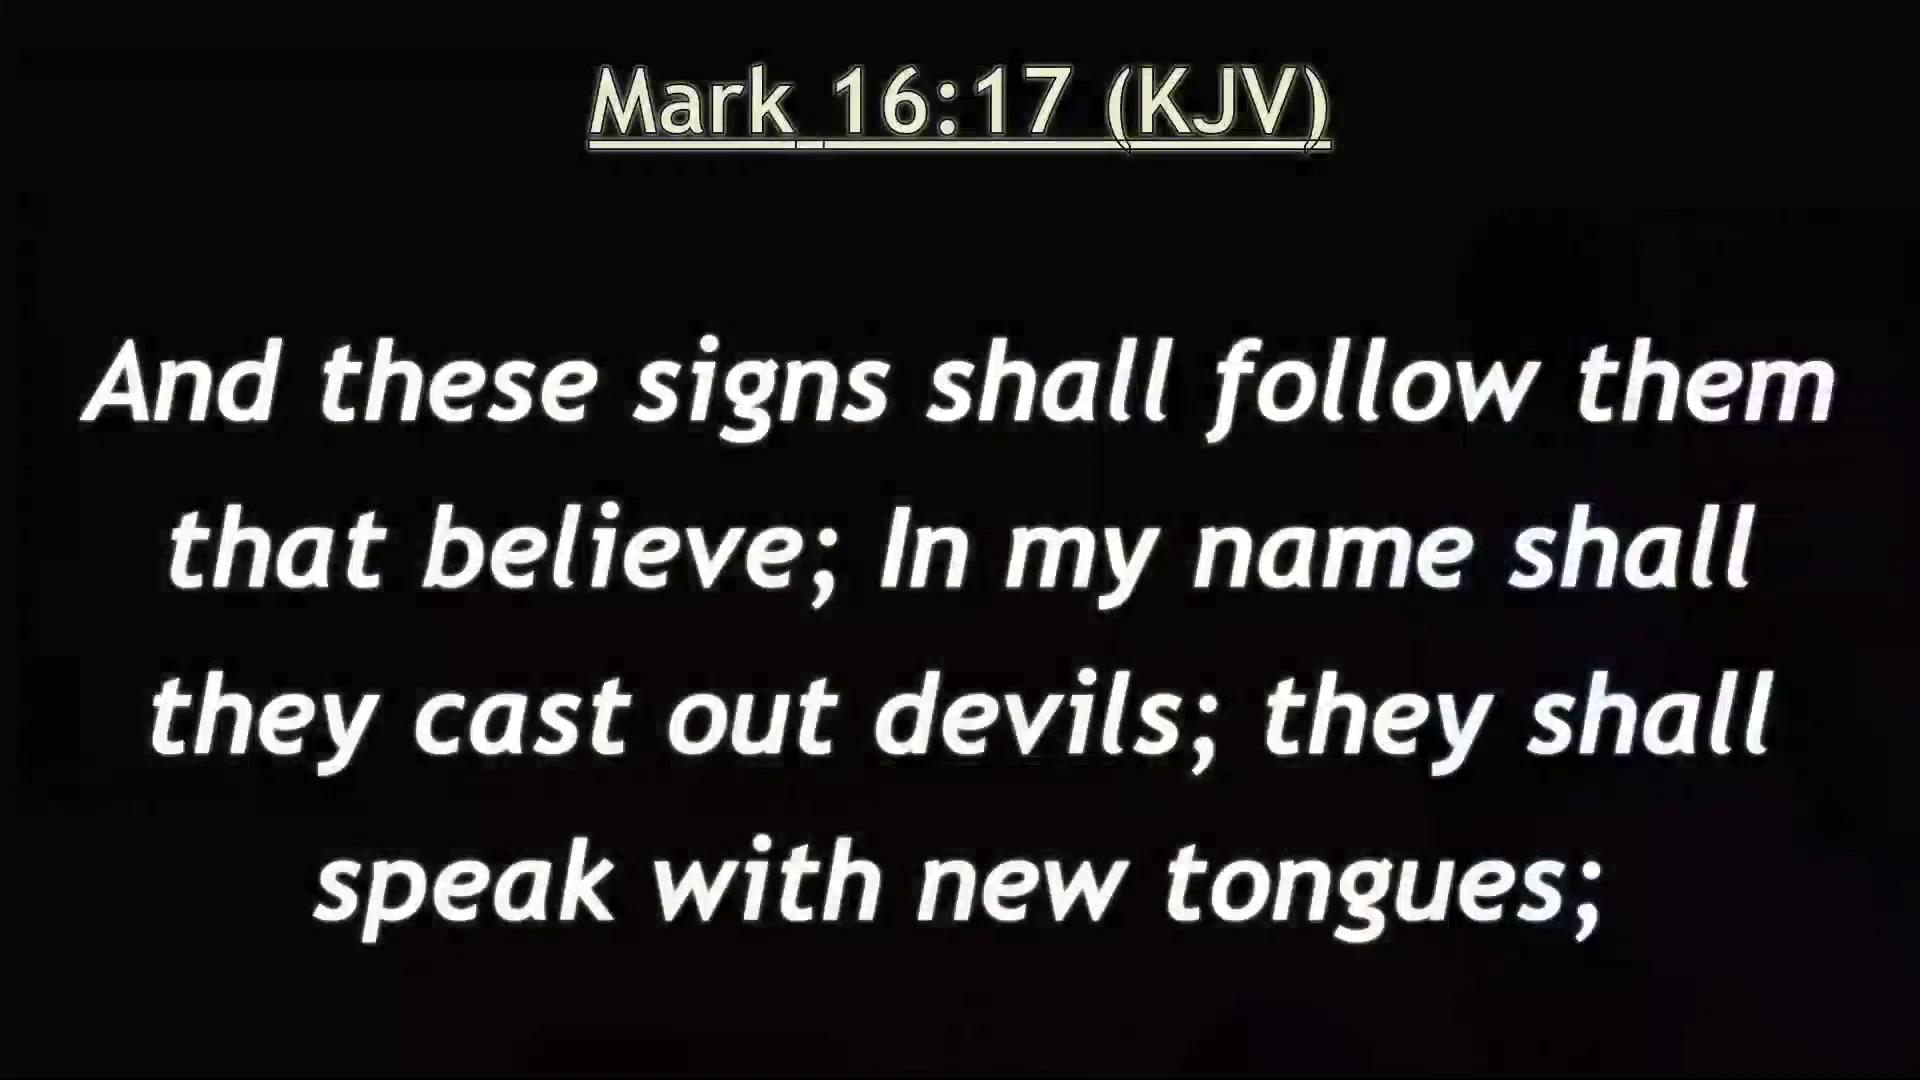 Mark 16:17 (KJV)
And these signs shall follow them
that believe; In my name shall
they cast out devils; they shall
speak with new tongues;